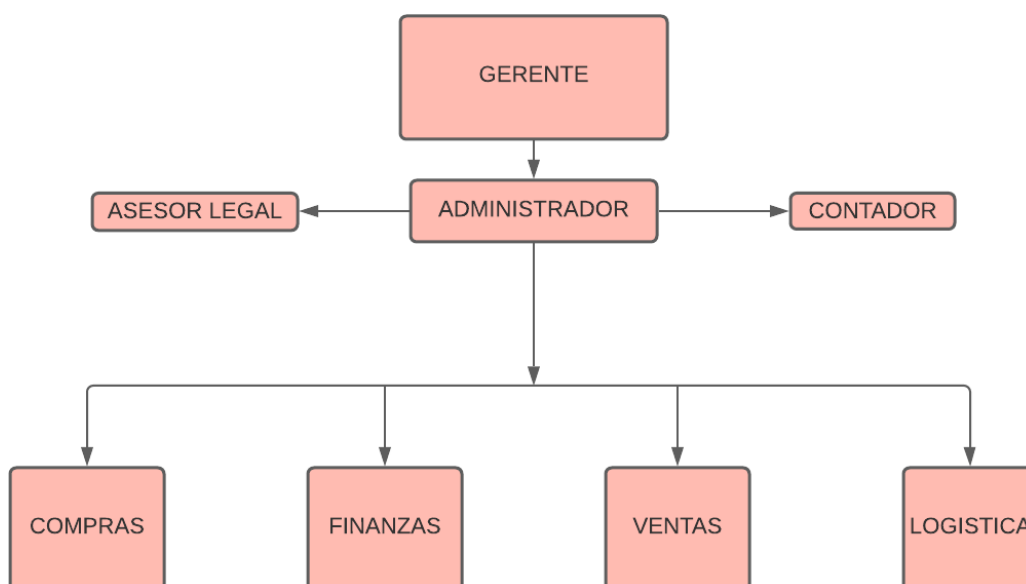 GERENTE
ASESOR LEGAL
ADMINISTRADOR
CONTADOR
COMPRAS
FINANZAS
VENTAS
LOGISTICA